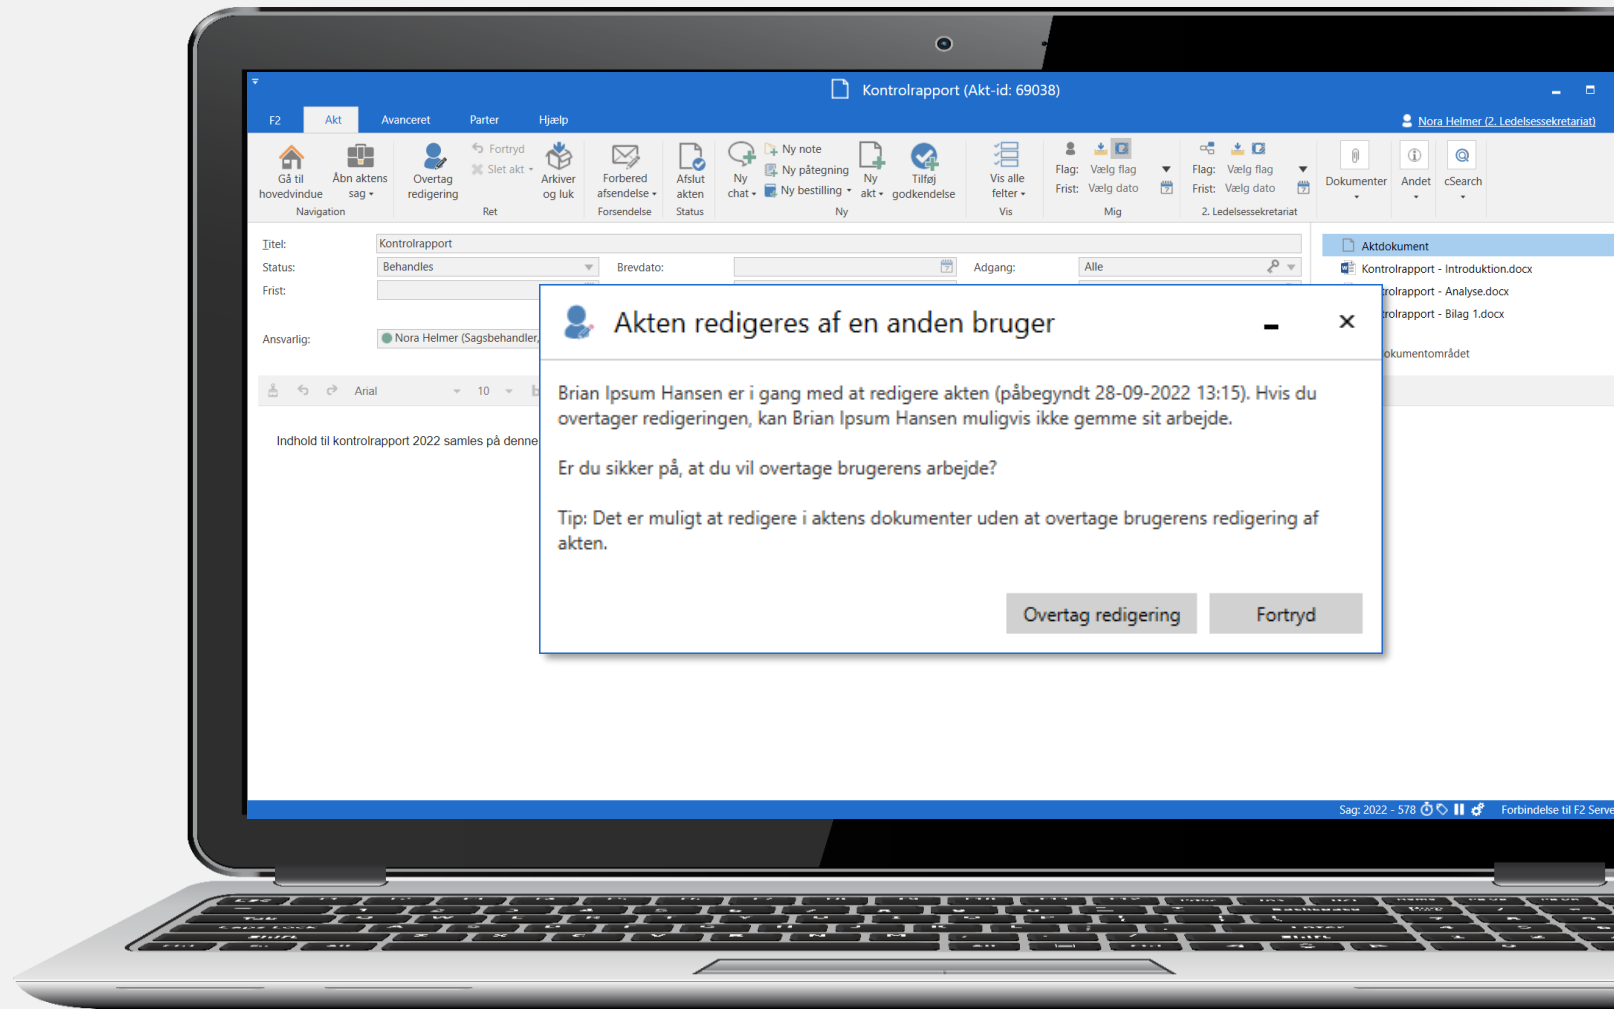 Kontrolrapport (Akt-id: 69038)
F2 Akt Avanceret Parter Hjælp
Nora Helmer (2. Ledelsessekretariat)
Gå til hovedvindue
Åbn aktens sag
Navigation
Overtag redigering
Fortryd
Slet akt
Arkiver og luk
Ret
Forbered afsendelse
Forsendelse
Afslut akten
Status
Ny chat
Ny note
Ny påtegning
Ny bestilling
Ny akt
Tilføj godkendelse
Ny
Vis alle felter
Vis
Flag: Vælg flag
Frist: Vælg dato
Mig
Flag: Vælg flag
Frist: Vælg dato
2. Ledelsessekretariat
Dokumenter
Andet
cSearch
Titel: Kontrolrapport
Status: Behandles Brevdato: Adgang: Alle
Frist:
Ansvarlig: Nora Helmer (Sagsbehandler,
Arial 10 b
Indhold til kontrolrapport 2022 samles på denne
Aktdokument
Kontrolrapport - Introduktion.docx
rolrapport - Analyse.docx
rolrapport - Bilag 1.docx
okumentområdet
Akten redigeres af en anden bruger
Brian Ipsum Hansen er i gang med at redigere akten (påbegyndt 28-09-2022 13:15). Hvis du
overtager redigeringen, kan Brian Ipsum Hansen muligvis ikke gemme sit arbejde.
Er du sikker på, at du vil overtage brugerens arbejde?
Tip: Det er muligt at redigere i aktens dokumenter uden at overtage brugerens redigering af
akten.
Overtag redigering Fortryd
Sag: 2022 - 578 Forbindelse til F2 Serve